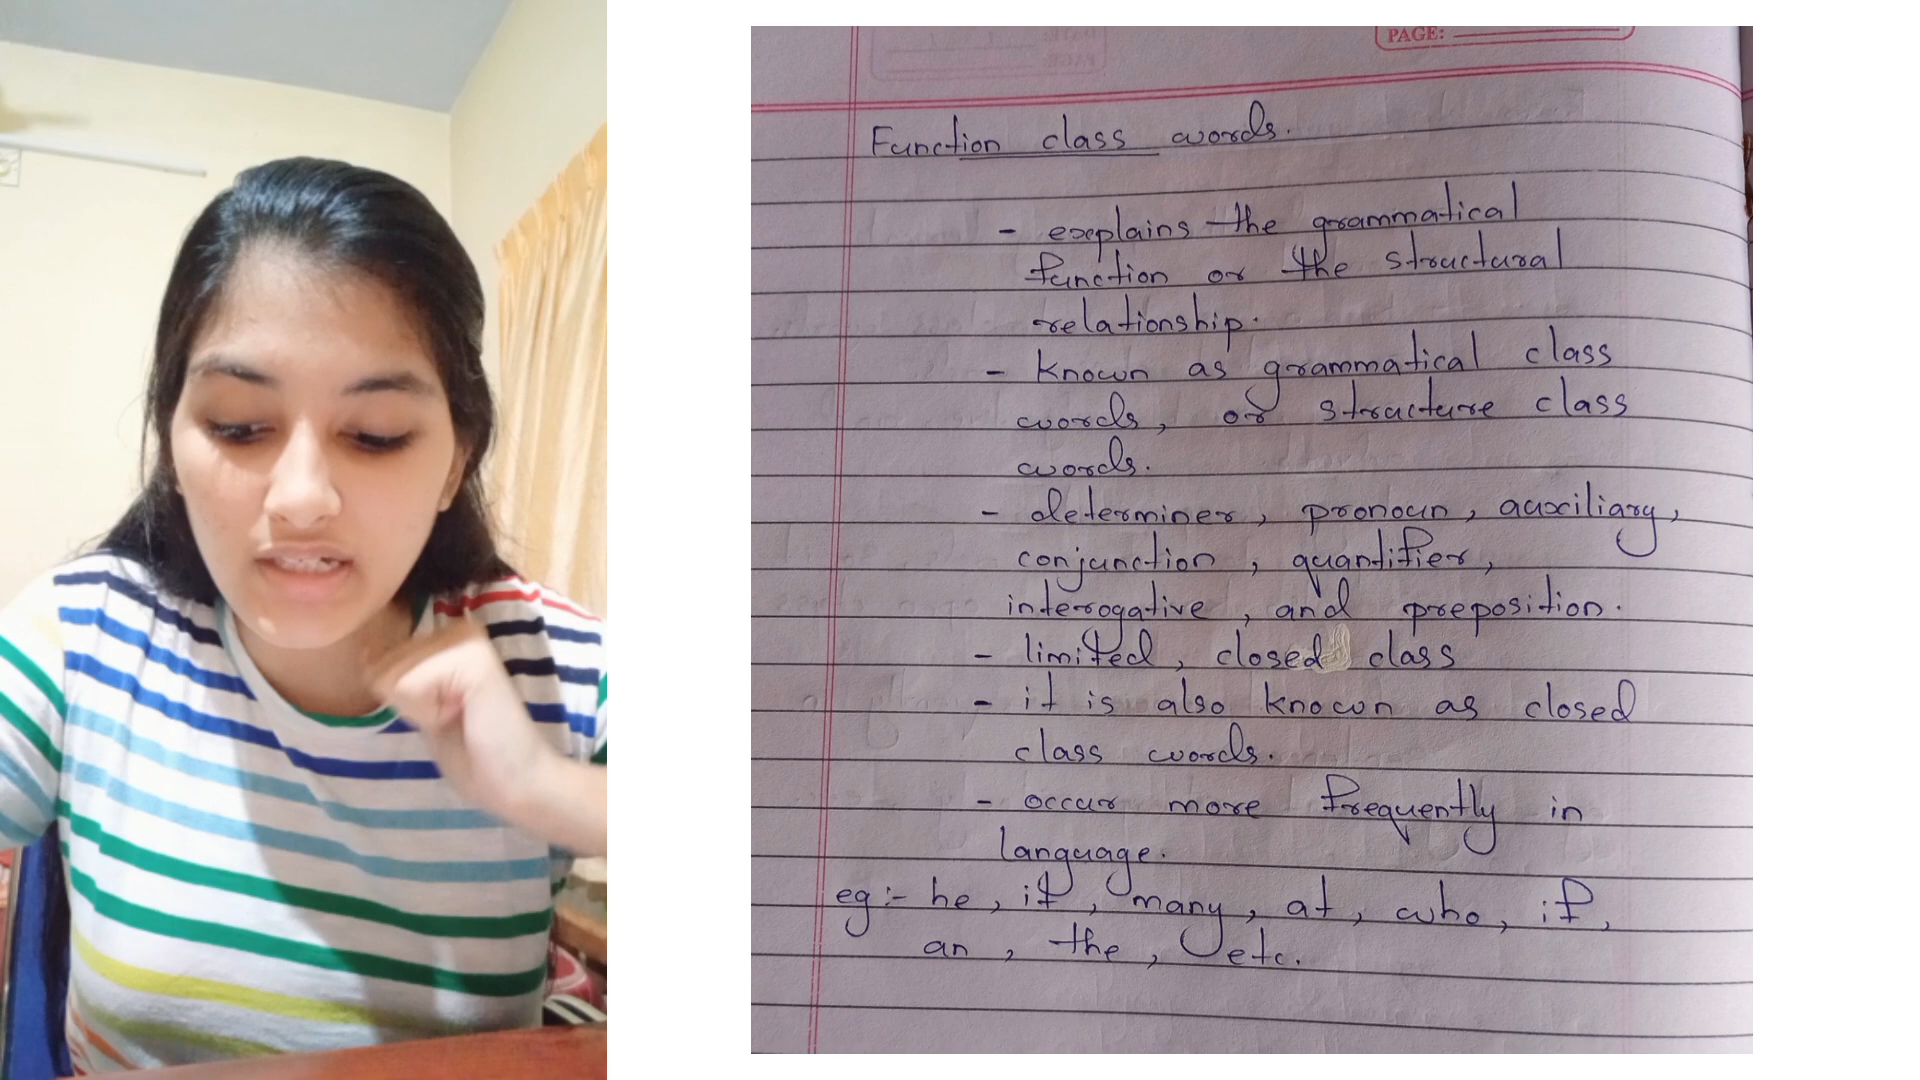 PAGE:
Function class words.
- explains the grammatical
function or the structural
relationship.
- known as grammatical class
words, or structure class
words.
- determiner, pronoun, auxiliary,
conjunction, quantifier,
interogative, and preposition.
- limited, closed class
- it is also known as closed
class words.
- occur more frequently in
language.
eg:- he, it, many, at, who, if,
an, the, etc.